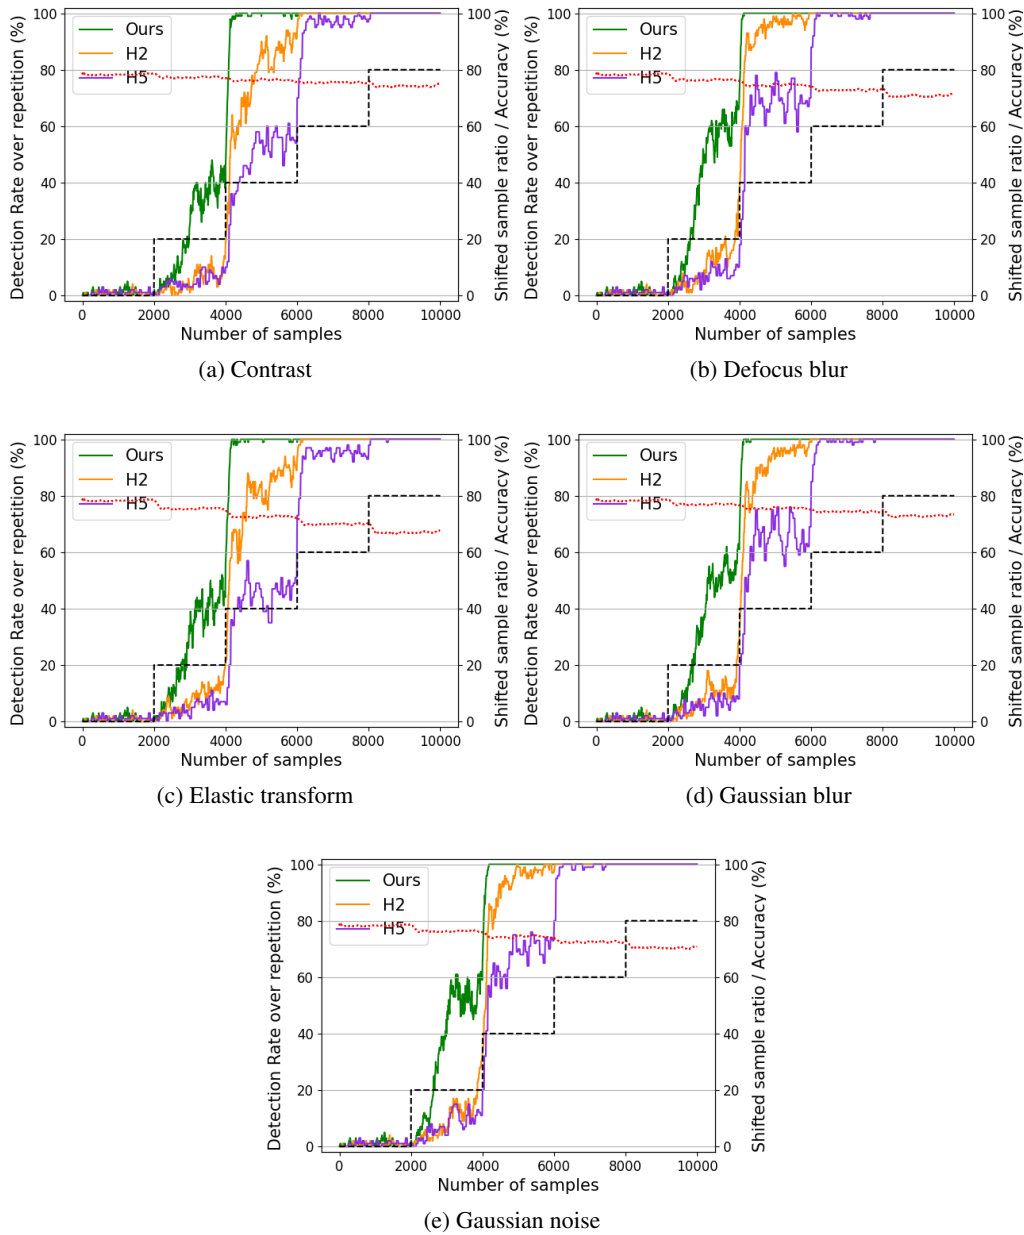 Detection Rate over repetition (%)
100
80
60
40
20
0
Ours
H2
H5
100
80
60
40
20
0
Shifted sample ratio / Accuracy (%)
0 2000 4000 6000 8000 10000
Number of samples
(a) Contrast
Detection Rate over repetition (%)
100
80
60
40
20
0
Ours
H2
H5
100
80
60
40
20
0
Shifted sample ratio / Accuracy (%)
0 2000 4000 6000 8000 10000
Number of samples
(b) Defocus blur
Detection Rate over repetition (%)
100
80
60
40
20
0
Ours
H2
H5
100
80
60
40
20
0
Shifted sample ratio / Accuracy (%)
0 2000 4000 6000 8000 10000
Number of samples
(c) Elastic transform
Detection Rate over repetition (%)
100
80
60
40
20
0
Ours
H2
H5
100
80
60
40
20
0
Shifted sample ratio / Accuracy (%)
0 2000 4000 6000 8000 10000
Number of samples
(d) Gaussian blur
Detection Rate over repetition (%)
100
80
60
40
20
0
Ours
H2
H5
100
80
60
40
20
0
Shifted sample ratio / Accuracy (%)
0 2000 4000 6000 8000 10000
Number of samples
(e) Gaussian noise